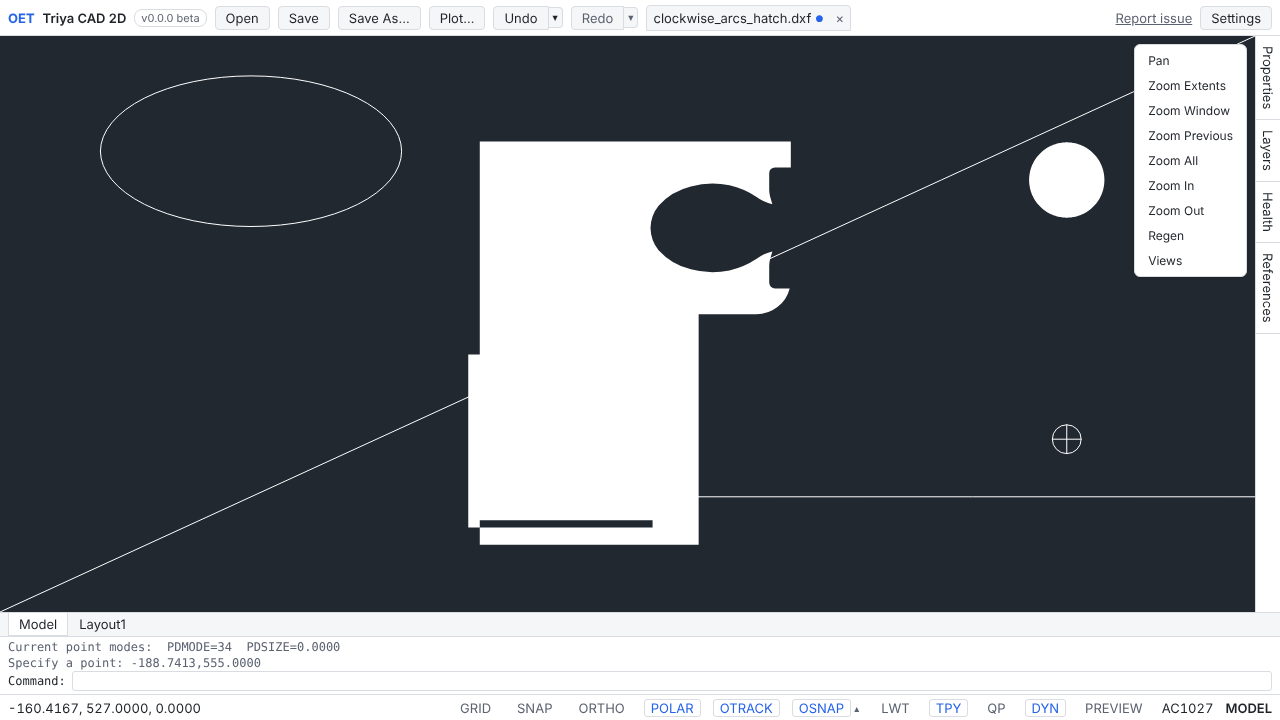 OET Triya CAD 2D v0.0.0 beta Open Save Save As... Plot... Undo ▾ Redo ▾ clockwise_arcs_hatch.dxf × Report issue Settings
Pan
Zoom Extents
Zoom Window
Zoom Previous
Zoom All
Zoom In
Zoom Out
Regen
Views
Properties
Layers
Health
References
Model Layout1
Current point modes:  PDMODE=34  PDSIZE=0.0000
Specify a point: -188.7413,555.0000
Command:
-160.4167, 527.0000, 0.0000 GRID SNAP ORTHO POLAR OTRACK OSNAP ▴ LWT TPY QP DYN PREVIEW AC1027 MODEL